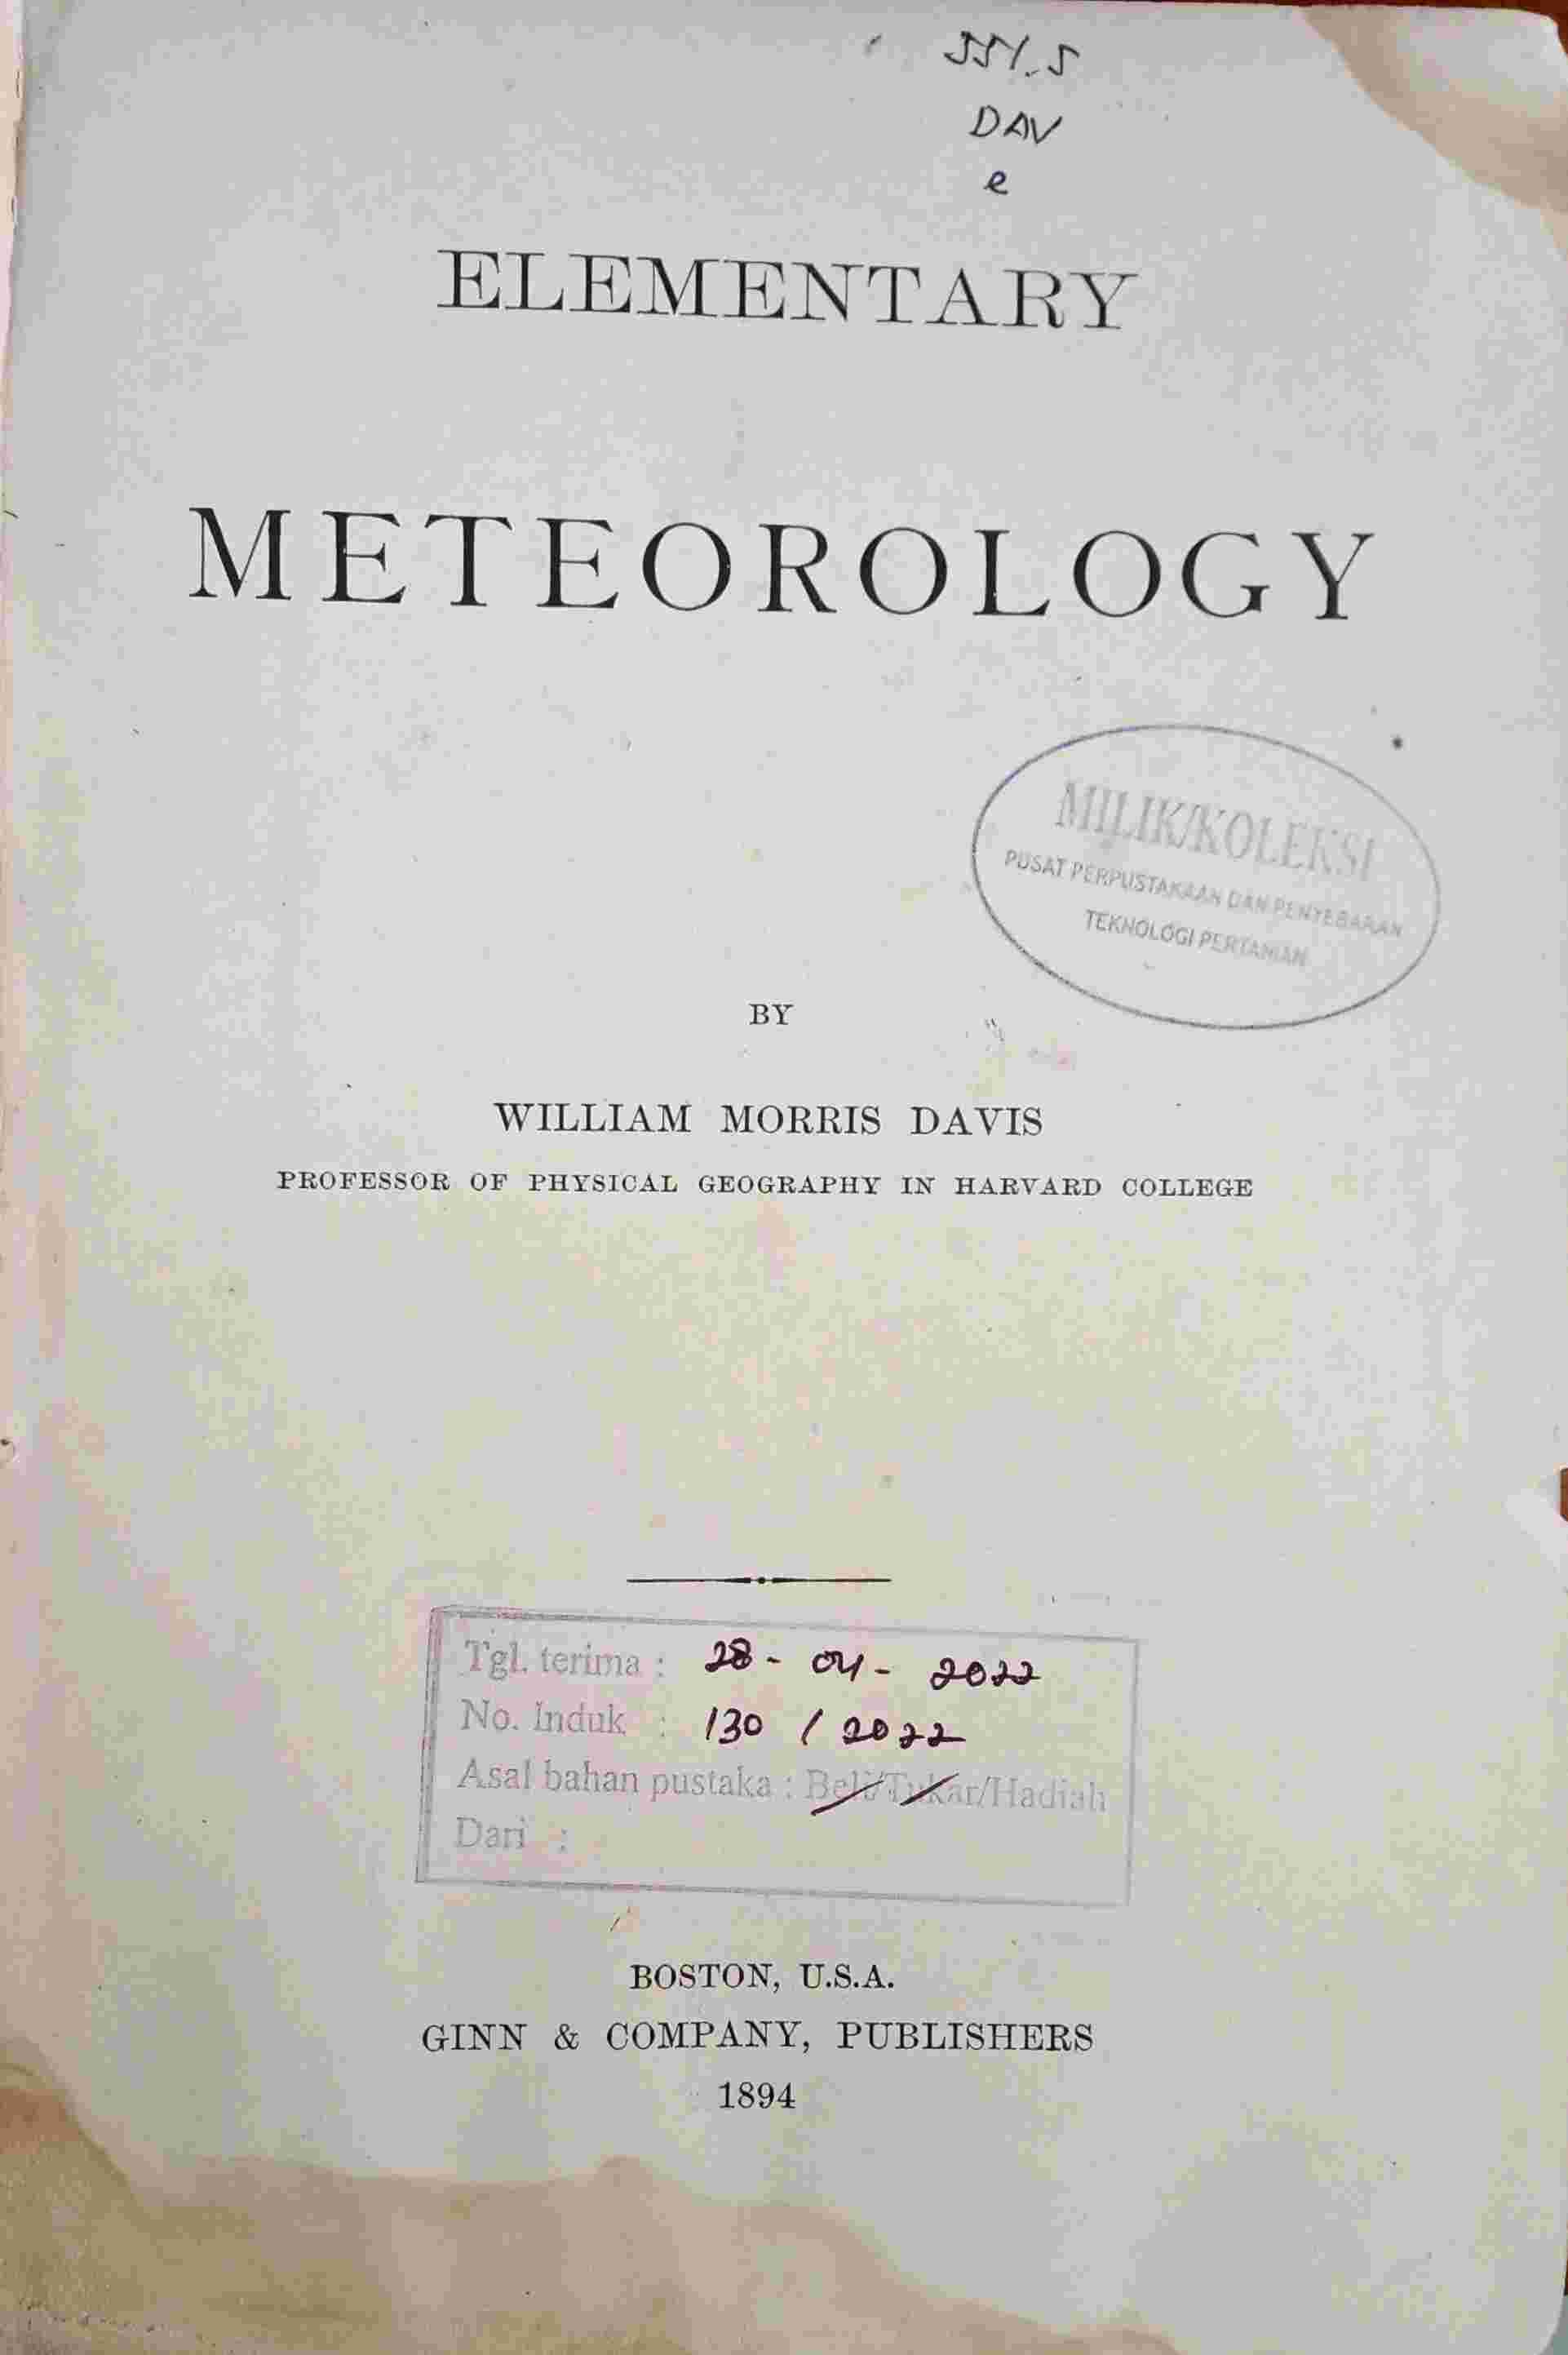 551.5
DAV
e
ELEMENTARY
METEOROLOGY
MILIK/KOLEKSI
PUSAT PERPUSTAKAAN DAN PENYEBARAN
TEKNOLOGI PERTANIAN
BY
WILLIAM MORRIS DAVIS
PROFESSOR OF PHYSICAL GEOGRAPHY IN HARVARD COLLEGE
Tgl. terima : 28 - 04 - 2022
No. Induk : 130 / 2022
Asal bahan pustaka : Beli/Tukar/Hadiah
Dari :
BOSTON, U.S.A.
GINN & COMPANY, PUBLISHERS
1894